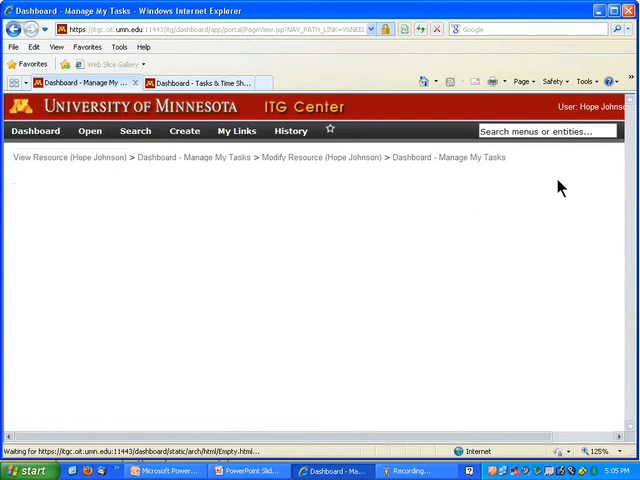 Dashboard - Manage My Tasks - Windows Internet Explorer
https://itgc.oit.umn.edu:11443/itg/dashboard/app/portal/PageView.jsp?NAV_PATH_LINK=
Google
File Edit View Favorites Tools Help
Favorites Web Slice Gallery
Dashboard - Manage My ... Dashboard - Tasks & Time Sh...
Page Safety Tools
UNIVERSITY OF MINNESOTA ITG Center User: Hope Johnson
Dashboard Open Search Create My Links History Search menus or entities...
View Resource (Hope Johnson) > Dashboard - Manage My Tasks > Modify Resource (Hope Johnson) > Dashboard - Manage My Tasks
Waiting for https://itgc.oit.umn.edu:11443/dashboard/static/arch/html/Empty.html... Internet 125%
start Microsoft Power... PowerPoint Slid... Dashboard - Ma... Recording... 5:05 PM